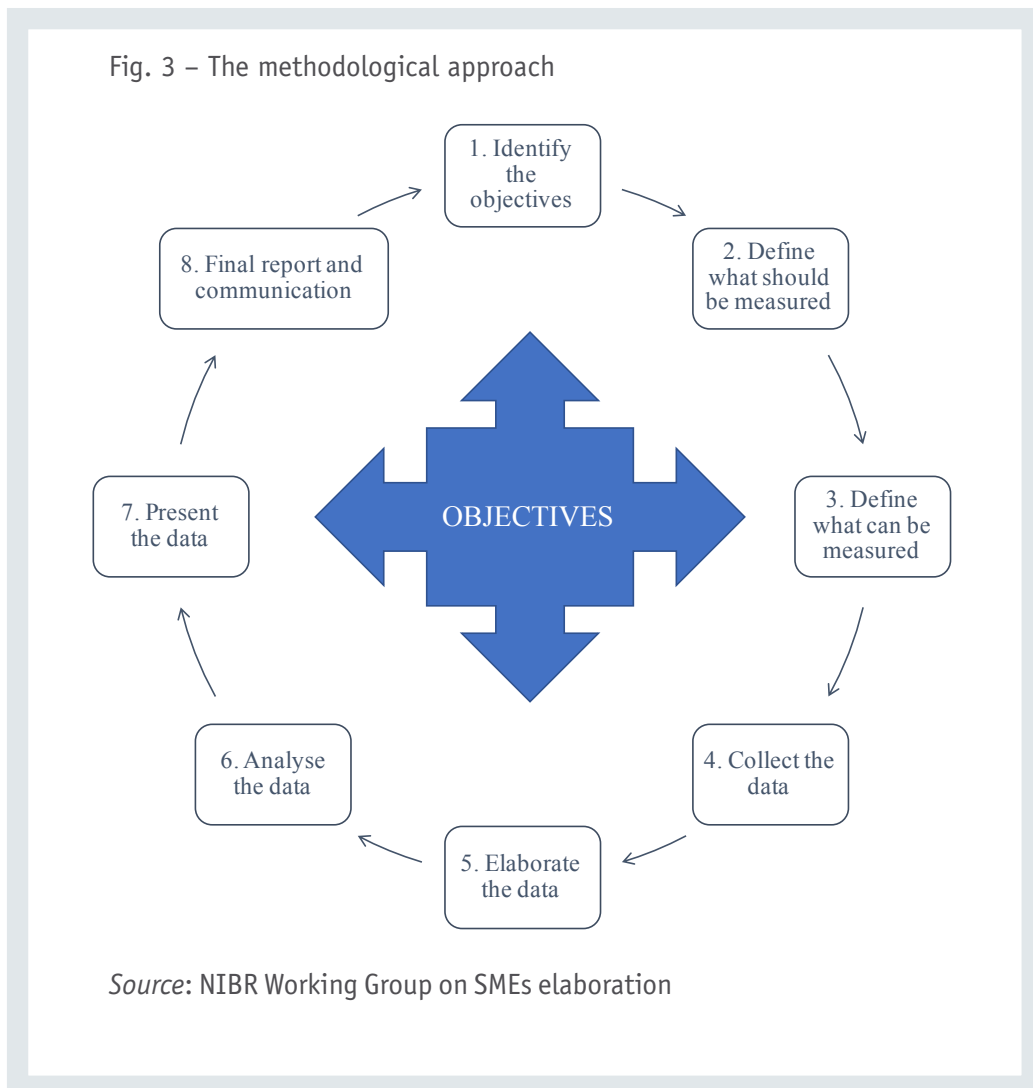 Fig. 3 – The methodological approach
1. Identify
the
objectives
2. Define
what should
be measured
3. Define
what can be
measured
4. Collect the
data
5. Elaborate
the data
6. Analyse
the data
7. Present
the data
8. Final report and
communication
OBJECTIVES
Source: NIBR Working Group on SMEs elaboration